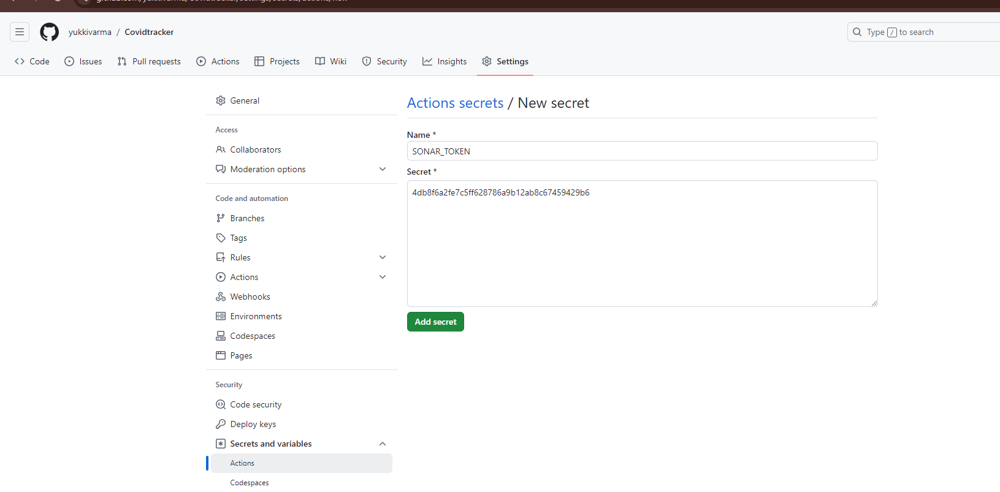 yukkivarma / Covidtracker
Type / to search
Code Issues Pull requests Actions Projects Wiki Security Insights Settings
General
Access
Collaborators
Moderation options
Code and automation
Branches
Tags
Rules
Actions
Webhooks
Environments
Codespaces
Pages
Security
Code security
Deploy keys
Secrets and variables
Actions
Codespaces
Actions secrets / New secret
Name *
SONAR_TOKEN
Secret *
4db8f6a2fe7c5ff628786a9b12ab8c67459429b6
Add secret